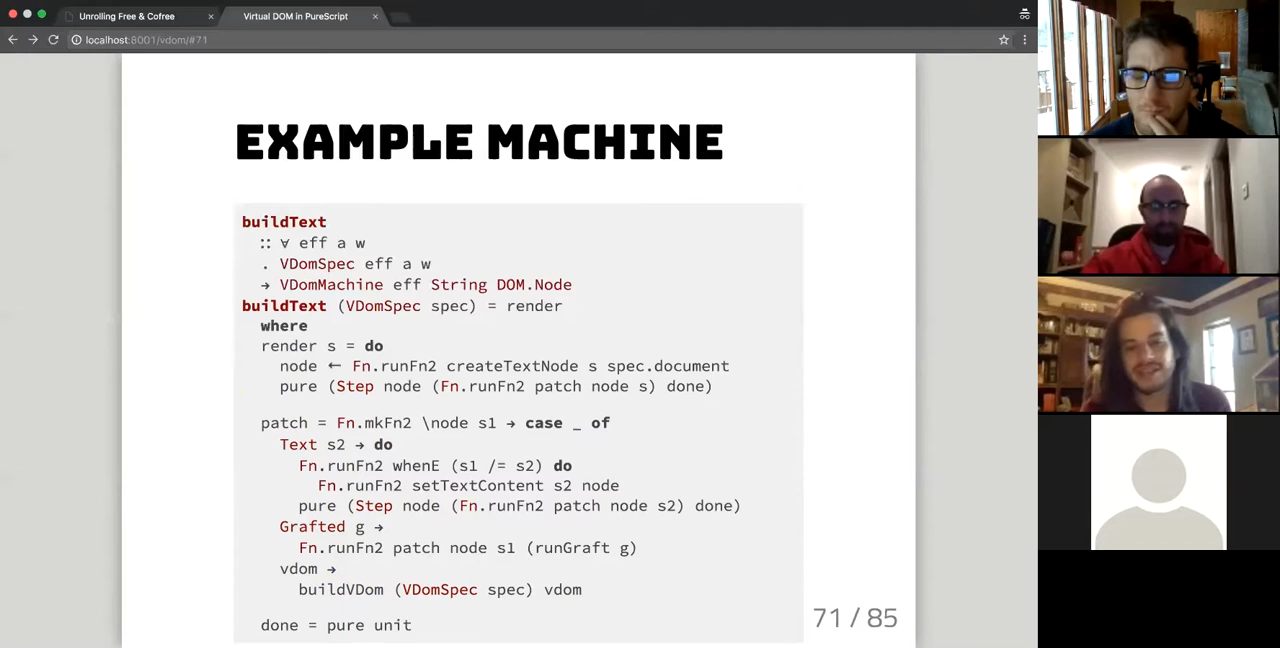 Unrolling Free & Cofree
Virtual DOM in PureScript
localhost:8001/vdom/#71
EXAMPLE MACHINE
buildText
:: ∀ eff a w
. VDomSpec eff a w
→ VDomMachine eff String DOM.Node
buildText (VDomSpec spec) = render
where
render s = do
node ← Fn.runFn2 createTextNode s spec.document
pure (Step node (Fn.runFn2 patch node s) done)
patch = Fn.mkFn2 \node s1 → case _ of
Text s2 → do
Fn.runFn2 whenE (s1 /= s2) do
Fn.runFn2 setTextContent s2 node
pure (Step node (Fn.runFn2 patch node s2) done)
Grafted g →
Fn.runFn2 patch node s1 (runGraft g)
vdom →
buildVDom (VDomSpec spec) vdom
done = pure unit
71 / 85